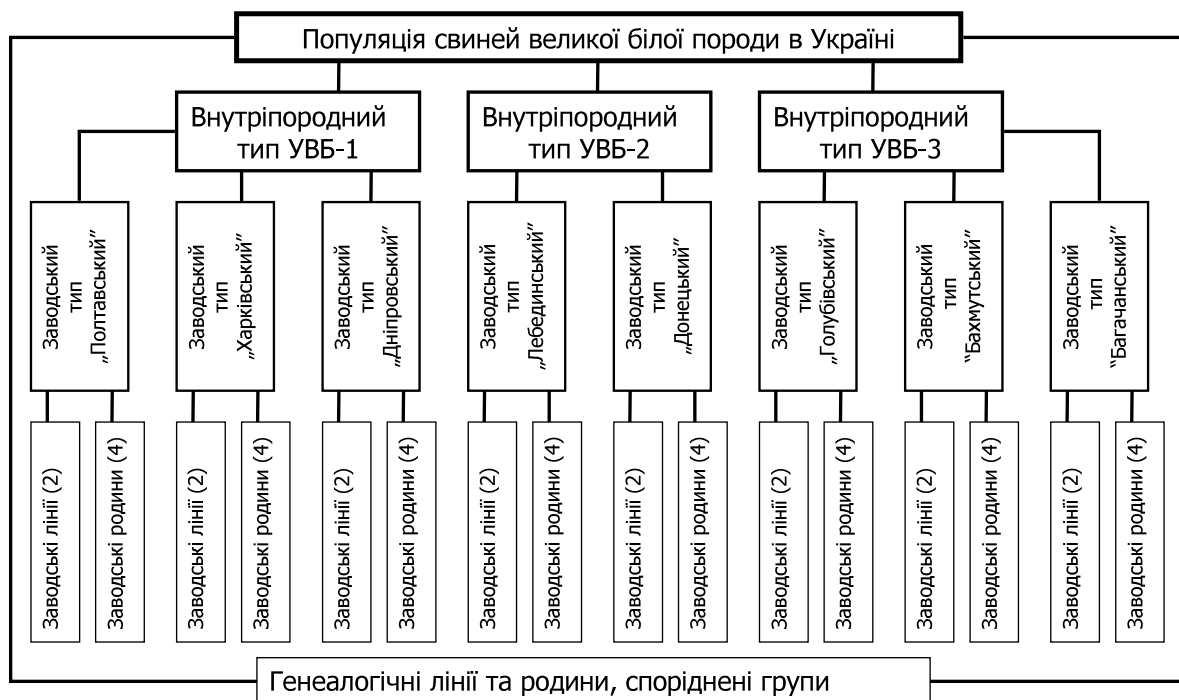 Популяція свиней великої білої породи в Україні
Внутріпородний
тип УВБ-1
Внутріпородний
тип УВБ-2
Внутріпородний
тип УВБ-3
Заводський
тип
„Полтавський”
Заводський
тип
„Харківський”
Заводський
тип
„Дніпровський”
Заводський
тип
„Лебединський”
Заводський
тип
„Донецький”
Заводський
тип
„Голубівський”
Заводський
тип
“Бахмутський”
Заводський
тип
“Багачанський”
Заводські лінії (2)
Заводські родини (4)
Заводські лінії (2)
Заводські родини (4)
Заводські лінії (2)
Заводські родини (4)
Заводські лінії (2)
Заводські родини (4)
Заводські лінії (2)
Заводські родини (4)
Заводські лінії (2)
Заводські родини (4)
Заводські лінії (2)
Заводські родини (4)
Заводські лінії (2)
Заводські родини (4)
Генеалогічні лінії та родини, споріднені групи